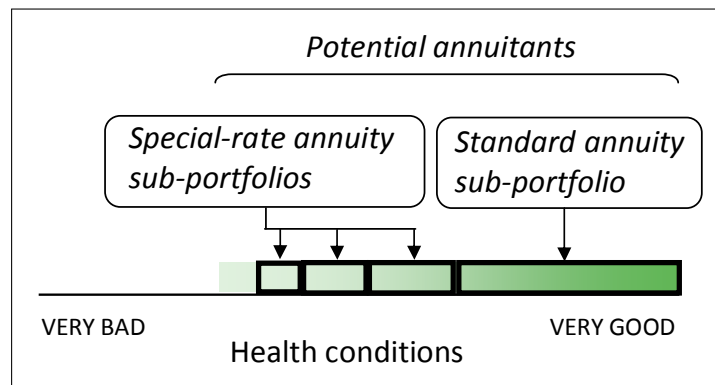 Potential annuitants
Special-rate annuity
sub-portfolios
Standard annuity
sub-portfolio
VERY BAD
VERY GOOD
Health conditions